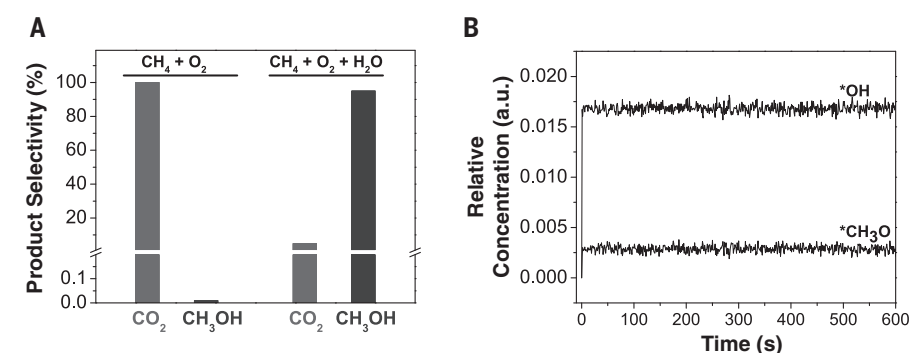 A
CH₄ + O₂
CH₄ + O₂ + H₂O
Product Selectivity (%)
100
80
60
40
20
0.1
0.0
CO₂ CH₃OH CO₂ CH₃OH
B
Relative
Concentration (a.u.)
0.020
0.015
0.010
0.005
0.000
*OH
*CH₃O
0 100 200 300 400 500 600
Time (s)